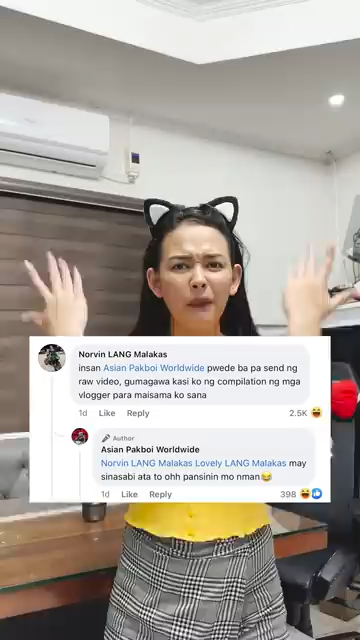 Norvin LANG Malakas
insan Asian Pakboi Worldwide pwede ba pa send ng
raw video, gumagawa kasi ko ng compilation ng mga
vlogger para maisama ko sana
1d Like Reply 2.5K
Author
Asian Pakboi Worldwide
Norvin LANG Malakas Lovely LANG Malakas may
sinasabi ata to ohh pansinin mo nman
1d Like Reply 398